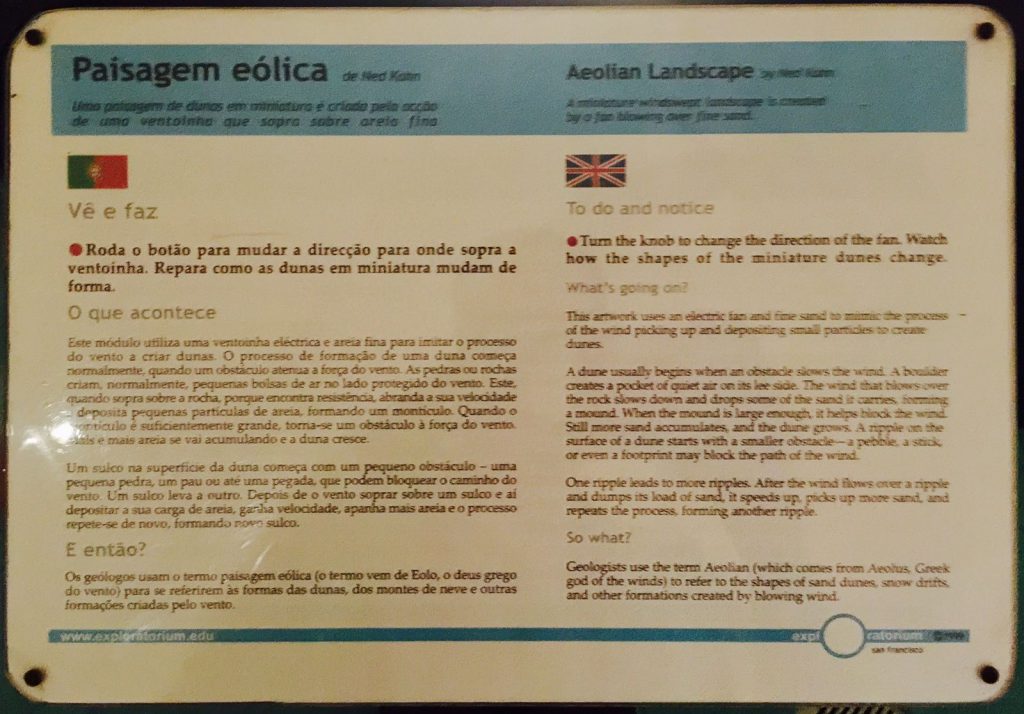 Paisagem eólica de Ned Kahn
Uma paisagem de dunas em miniatura é criada pela acção
de uma ventoinha que sopra sobre areia fina
Vê e faz
Roda o botão para mudar a direcção para onde sopra a
ventoinha. Repara como as dunas em miniatura mudam de
forma.
O que acontece
Este módulo utiliza uma ventoinha eléctrica e areia fina para imitar o processo
do vento a criar dunas. O processo de formação de uma duna começa
normalmente, quando um obstáculo atenua a força do vento. As pedras ou rochas
criam, normalmente, pequenas bolsas de ar no lado protegido do vento. Este,
quando sopra sobre a rocha, porque encontra resistência, abranda a sua velocidade
e deposita pequenas partículas de areia, formando um montículo. Quando o
montículo é suficientemente grande, torna-se um obstáculo à força do vento.
Mais e mais areia se vai acumulando e a duna cresce.
Um sulco na superfície da duna começa com um pequeno obstáculo – uma
pequena pedra, um pau ou até uma pegada, que podem bloquear o caminho do
vento. Um sulco leva a outro. Depois de o vento soprar sobre um sulco e aí
depositar a sua carga de areia, ganha velocidade, apanha mais areia e o processo
repete-se de novo, formando novo sulco.
E então?
Os geólogos usam o termo paisagem eólica (o termo vem de Eolo, o deus grego
do vento) para se referirem às formas das dunas, dos montes de neve e outras
formações criadas pelo vento.
www.exploratorium.edu
Aeolian Landscape by Ned Kahn
A miniature windswept landscape is created
by a fan blowing over fine sand.
To do and notice
Turn the knob to change the direction of the fan. Watch
how the shapes of the miniature dunes change.
What's going on?
This artwork uses an electric fan and fine sand to mimic the process
of the wind picking up and depositing small particles to create
dunes.
A dune usually begins when an obstacle slows the wind. A boulder
creates a pocket of quiet air on its lee side. The wind that blows over
the rock slows down and drops some of the sand it carries, forming
a mound. When the mound is large enough, it helps block the wind.
Still more sand accumulates, and the dune grows. A ripple on the
surface of a dune starts with a smaller obstacle—a pebble, a stick,
or even a footprint may block the path of the wind.
One ripple leads to more ripples. After the wind flows over a ripple
and dumps its load of sand, it speeds up, picks up more sand, and
repeats the process, forming another ripple.
So what?
Geologists use the term Aeolian (which comes from Aeolus, Greek
god of the winds) to refer to the shapes of sand dunes, snow drifts,
and other formations created by blowing wind.
exploratorium
san francisco